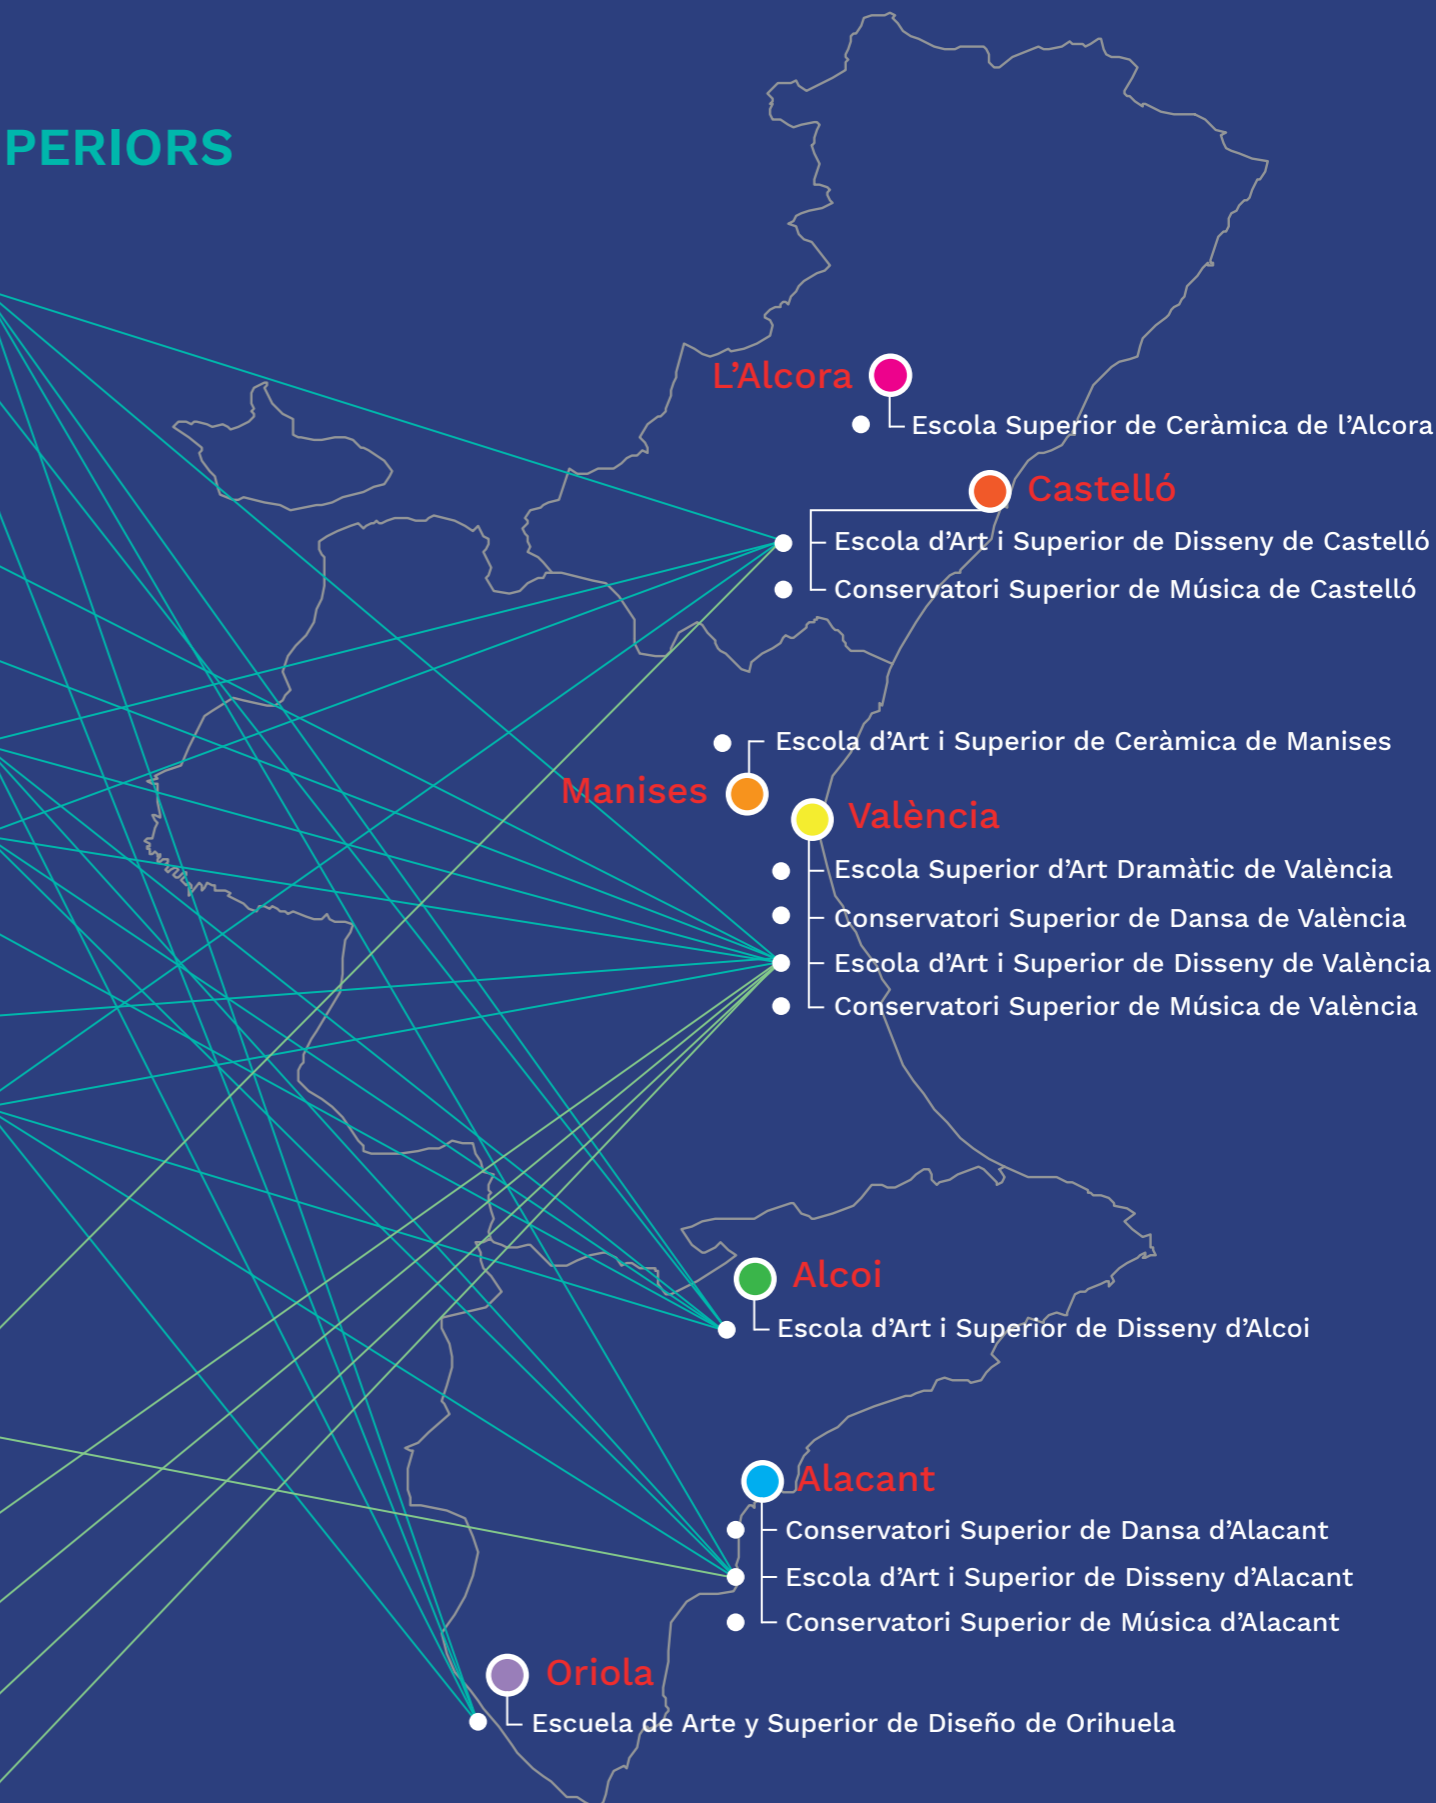 PERIORS
L’Alcora
Escola Superior de Ceràmica de l’Alcora
Castelló
Escola d’Art i Superior de Disseny de Castelló
Conservatori Superior de Música de Castelló
Escola d’Art i Superior de Ceràmica de Manises
Manises
València
Escola Superior d’Art Dramàtic de València
Conservatori Superior de Dansa de València
Escola d’Art i Superior de Disseny de València
Conservatori Superior de Música de València
Alcoi
Escola d’Art i Superior de Disseny d’Alcoi
Alacant
Conservatori Superior de Dansa d’Alacant
Escola d’Art i Superior de Disseny d’Alacant
Conservatori Superior de Música d’Alacant
Oriola
Escuela de Arte y Superior de Diseño de Orihuela